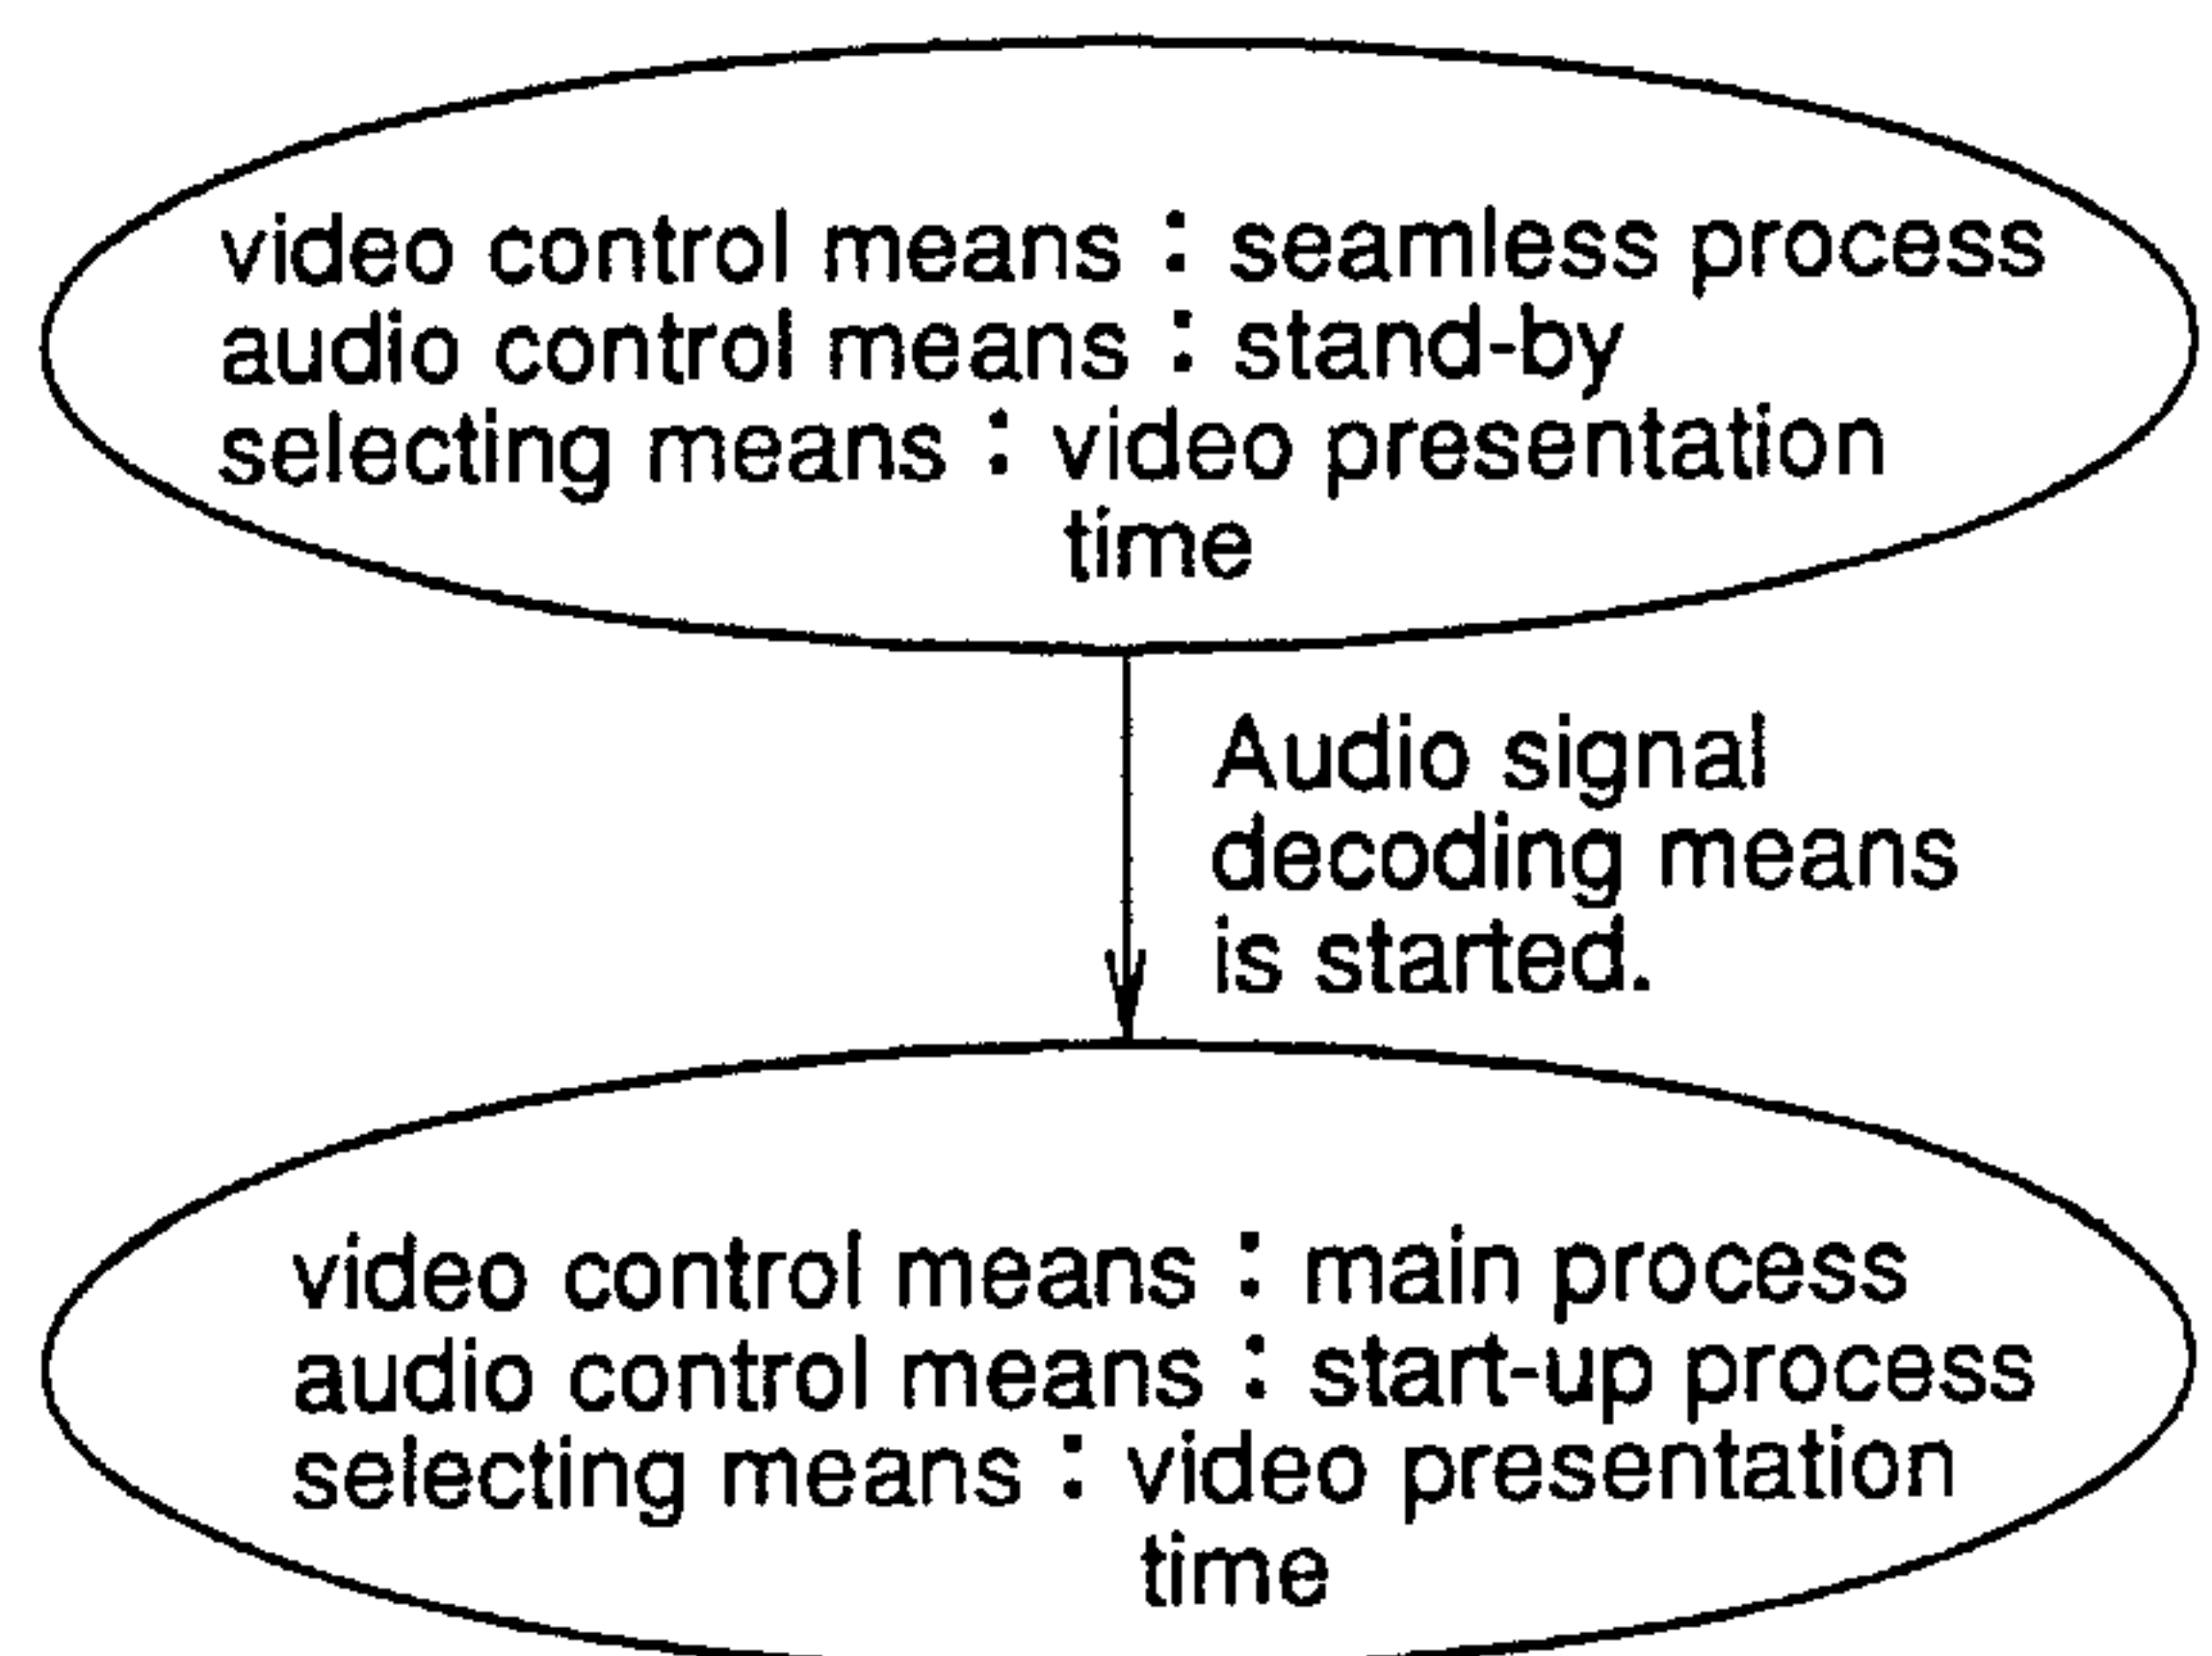 video control means : seamless process
audio control means : stand-by
selecting means : video presentation
time
Audio signal
decoding means
is started.
video control means : main process
audio control means : start-up process
selecting means : video presentation
time